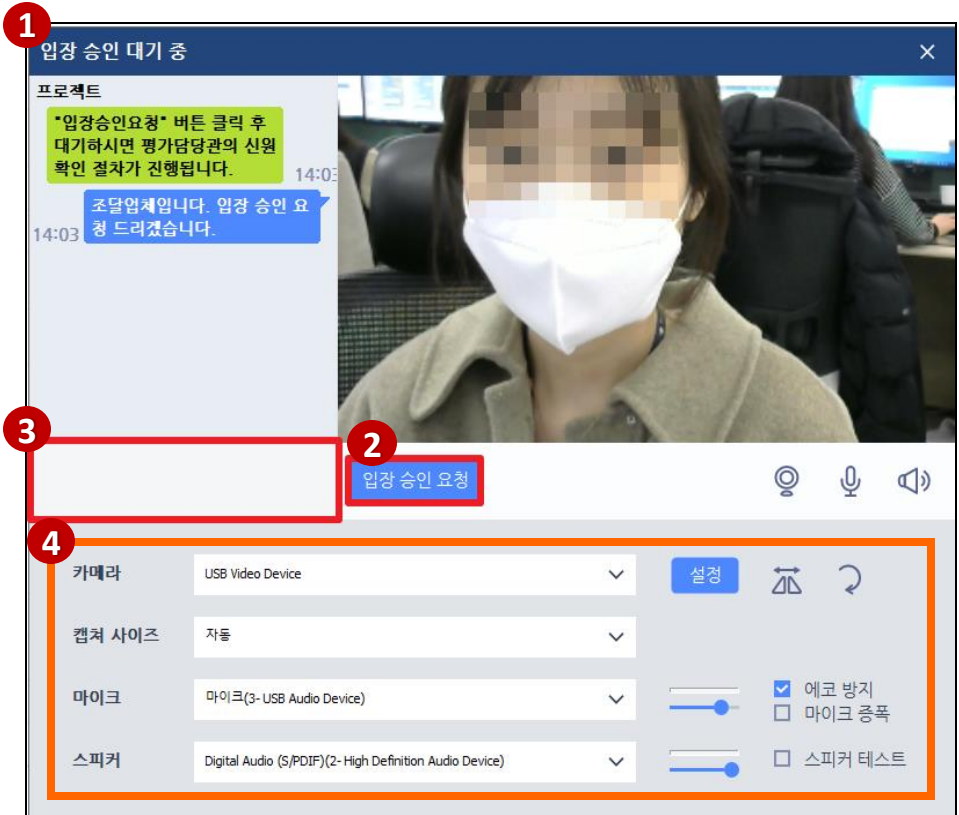 1
입장 승인 대기 중
프로젝트
"입장승인요청" 버튼 클릭 후
대기하시면 평가담당관의 신원
확인 절차가 진행됩니다.
14:03
조달업체입니다. 입장 승인 요
청 드리겠습니다.
14:03
3
2
입장 승인 요청
4
카메라
USB Video Device
설정
캡쳐 사이즈
자동
마이크
마이크(3- USB Audio Device)
에코 방지
마이크 증폭
스피커
Digital Audio (S/PDIF)(2- High Definition Audio Device)
스피커 테스트